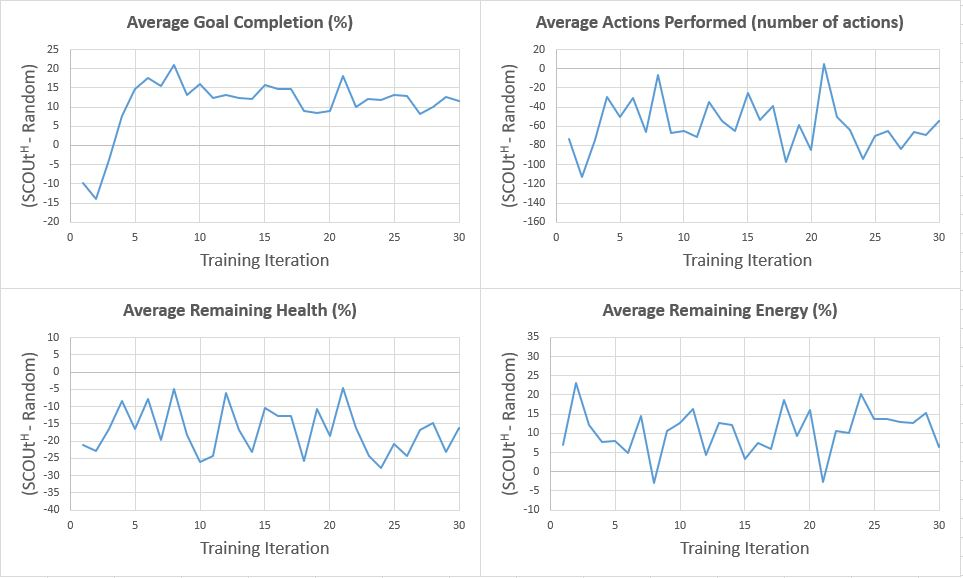 Average Goal Completion (%)
(SCOUtᴴ - Random)
25
20
15
10
5
0
-5
-10
-15
-20
0 5 10 15 20 25 30
Training Iteration
Average Actions Performed (number of actions)
(SCOUtᴴ - Random)
20
0
-20
-40
-60
-80
-100
-120
-140
-160
0 5 10 15 20 25 30
Training Iteration
Average Remaining Health (%)
(SCOUtᴴ - Random)
10
5
0
-5
-10
-15
-20
-25
-30
-35
-40
0 5 10 15 20 25 30
Training Iteration
Average Remaining Energy (%)
(SCOUtᴴ - Random)
35
30
25
20
15
10
5
0
-5
-10
0 5 10 15 20 25 30
Training Iteration